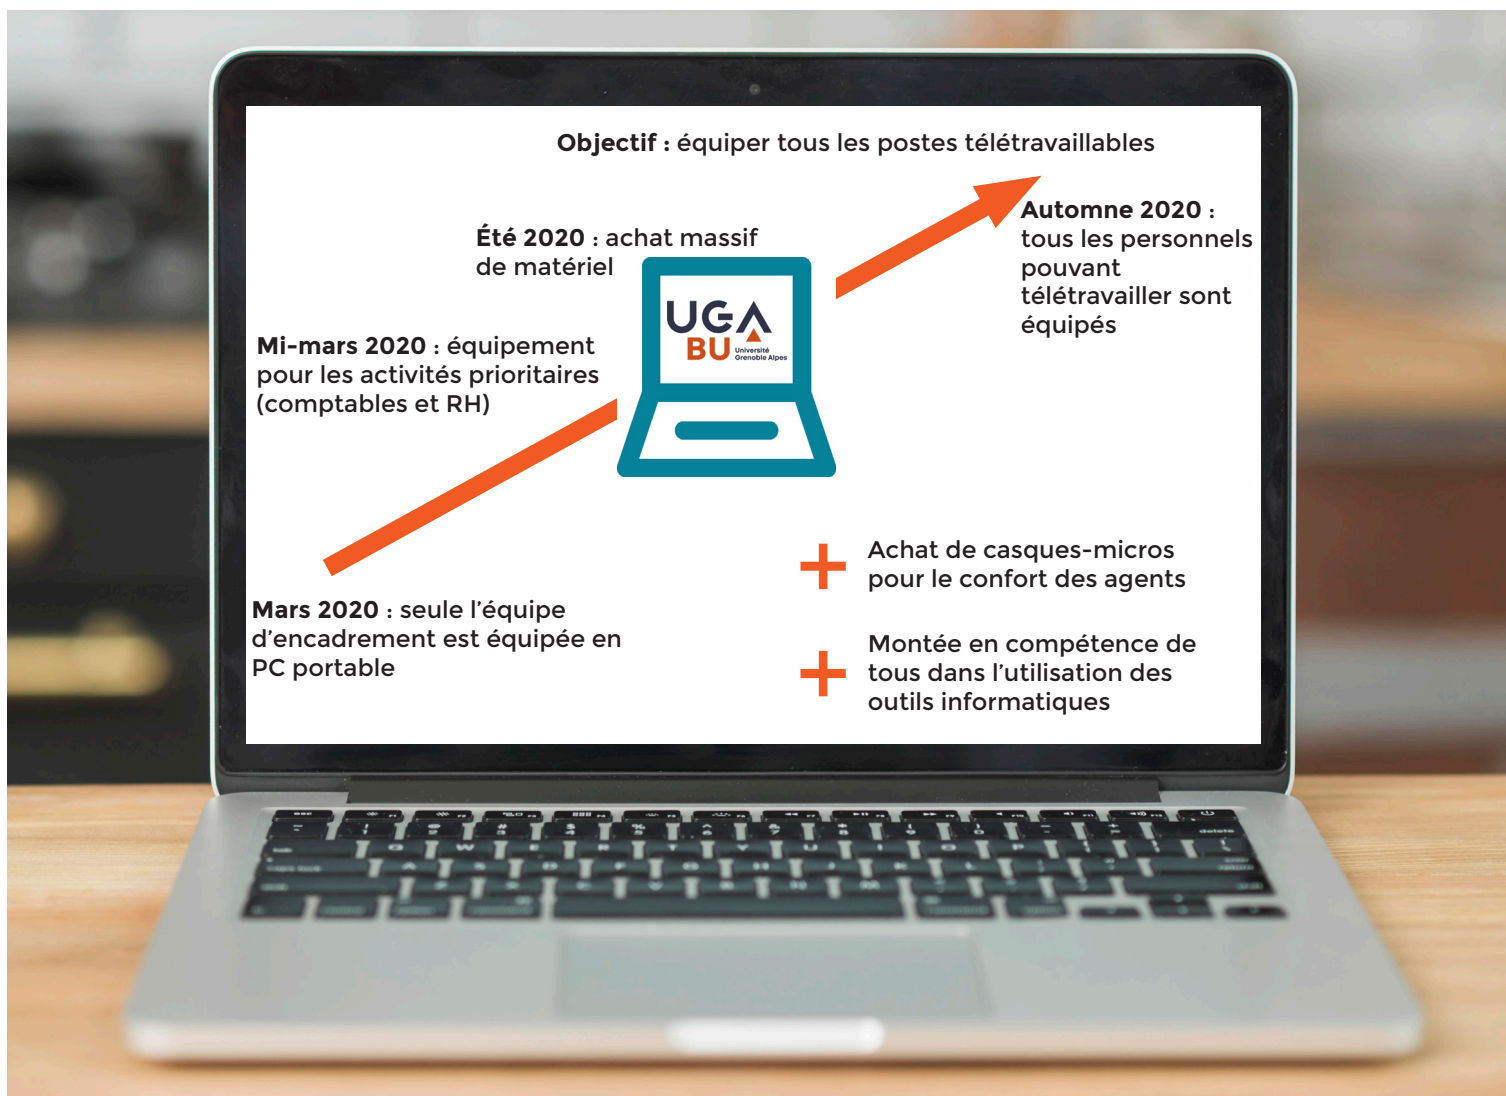 Objectif : équiper tous les postes télétravaillables
Automne 2020 :
tous les personnels
pouvant
télétravailler sont
équipés
Été 2020 : achat massif
de matériel
UGA
BU Université
Grenoble Alpes
Mi-mars 2020 : équipement
pour les activités prioritaires
(comptables et RH)
Mars 2020 : seule l’équipe
d’encadrement est équipée en
PC portable
Achat de casques-micros
pour le confort des agents
Montée en compétence de
tous dans l’utilisation des
outils informatiques